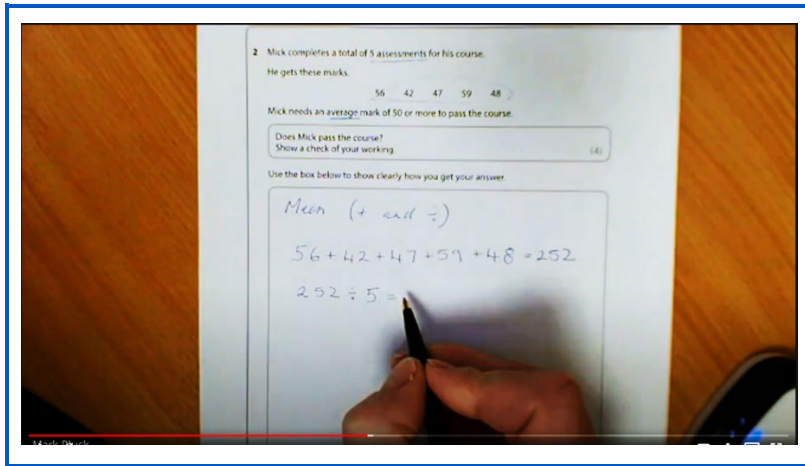 2 Mick completes a total of 5 assessments for his course.
He gets these marks.
56 42 47 59 48
Mick needs an average mark of 50 or more to pass the course.
Does Mick pass the course?
Show a check of your working.
(4)
Use the box below to show clearly how you get your answer.
Mean (+ and ÷)
56 + 42 + 47 + 59 + 48 = 252
252 ÷ 5 =